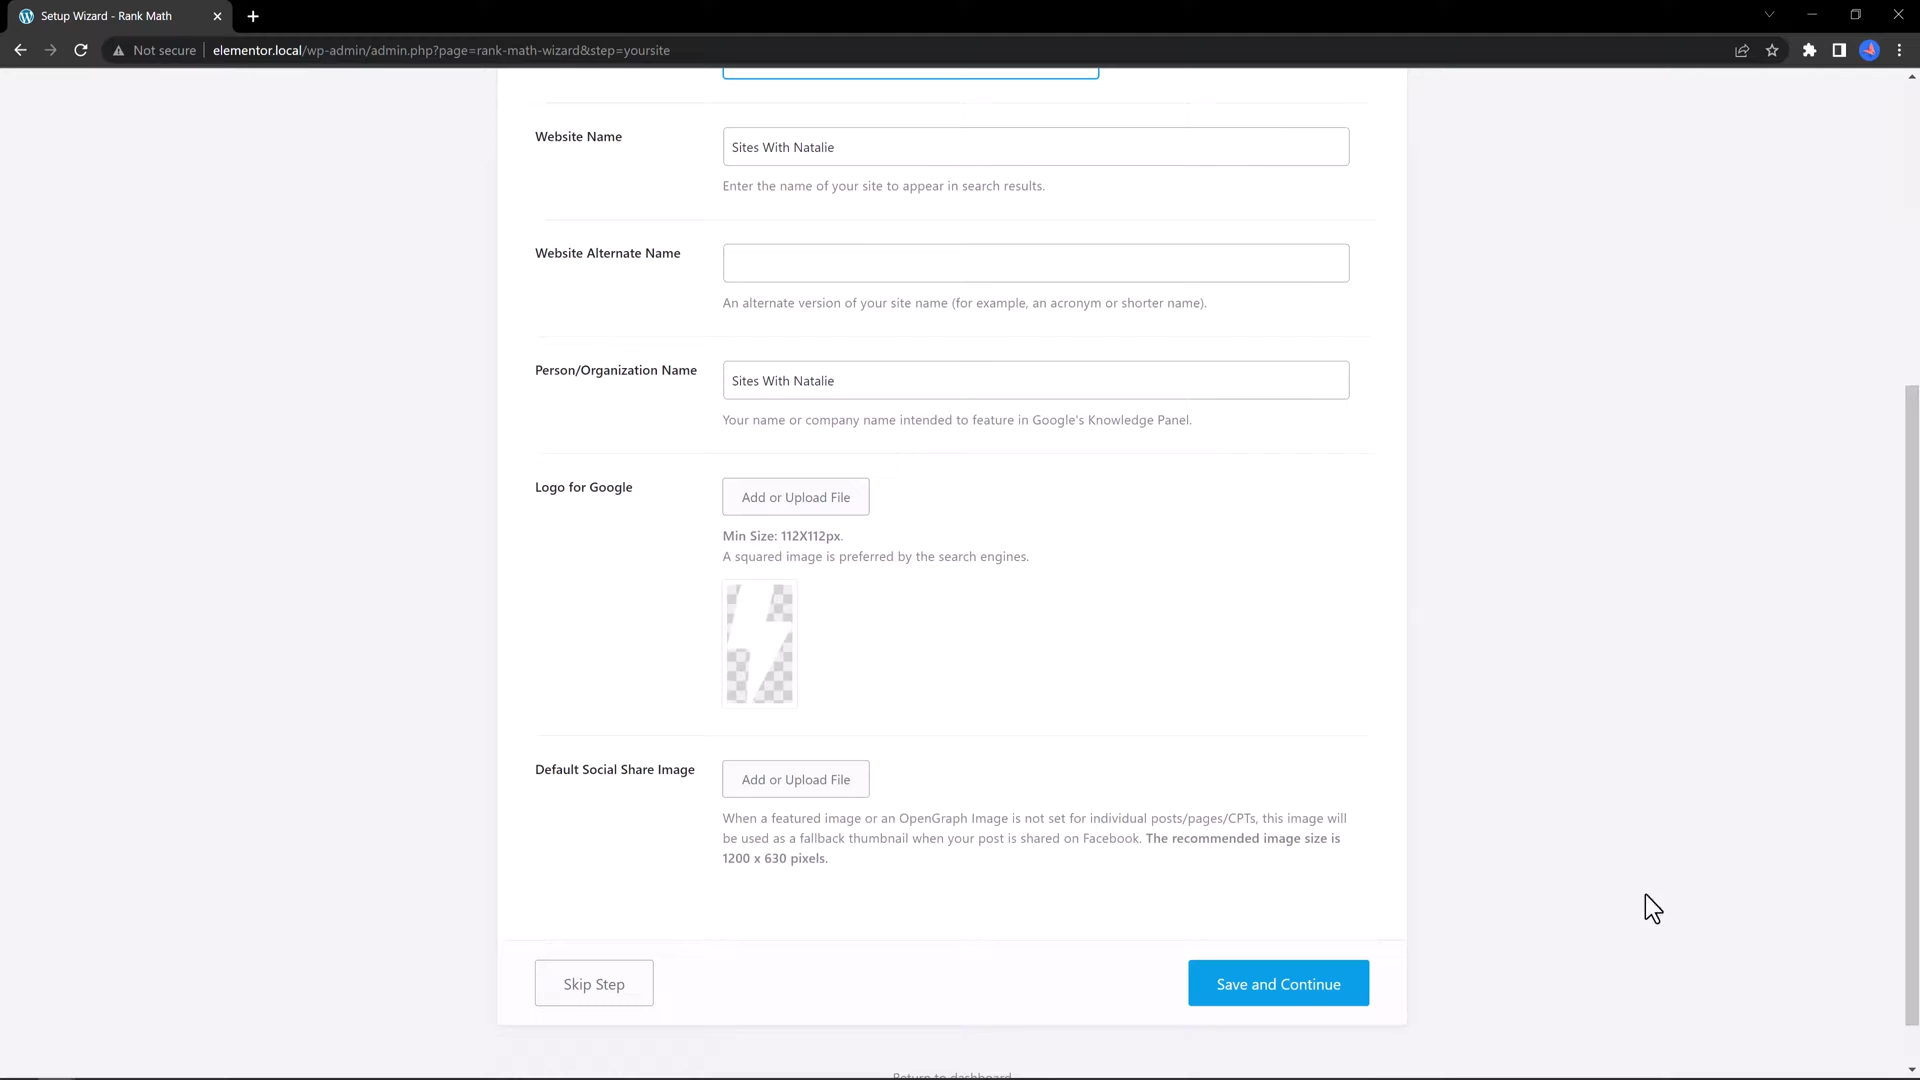 Setup Wizard - Rank Math
Not secure
elementor.local/wp-admin/admin.php?page=rank-math-wizard&step=yoursite
Website Name
Sites With Natalie
Enter the name of your site to appear in search results.
Website Alternate Name
An alternate version of your site name (for example, an acronym or shorter name).
Person/Organization Name
Sites With Natalie
Your name or company name intended to feature in Google's Knowledge Panel.
Logo for Google
Add or Upload File
Min Size: 112X112px.
A squared image is preferred by the search engines.
Default Social Share Image
Add or Upload File
When a featured image or an OpenGraph Image is not set for individual posts/pages/CPTs, this image will
be used as a fallback thumbnail when your post is shared on Facebook. The recommended image size is
1200 x 630 pixels.
Skip Step
Save and Continue
Return to dashboard